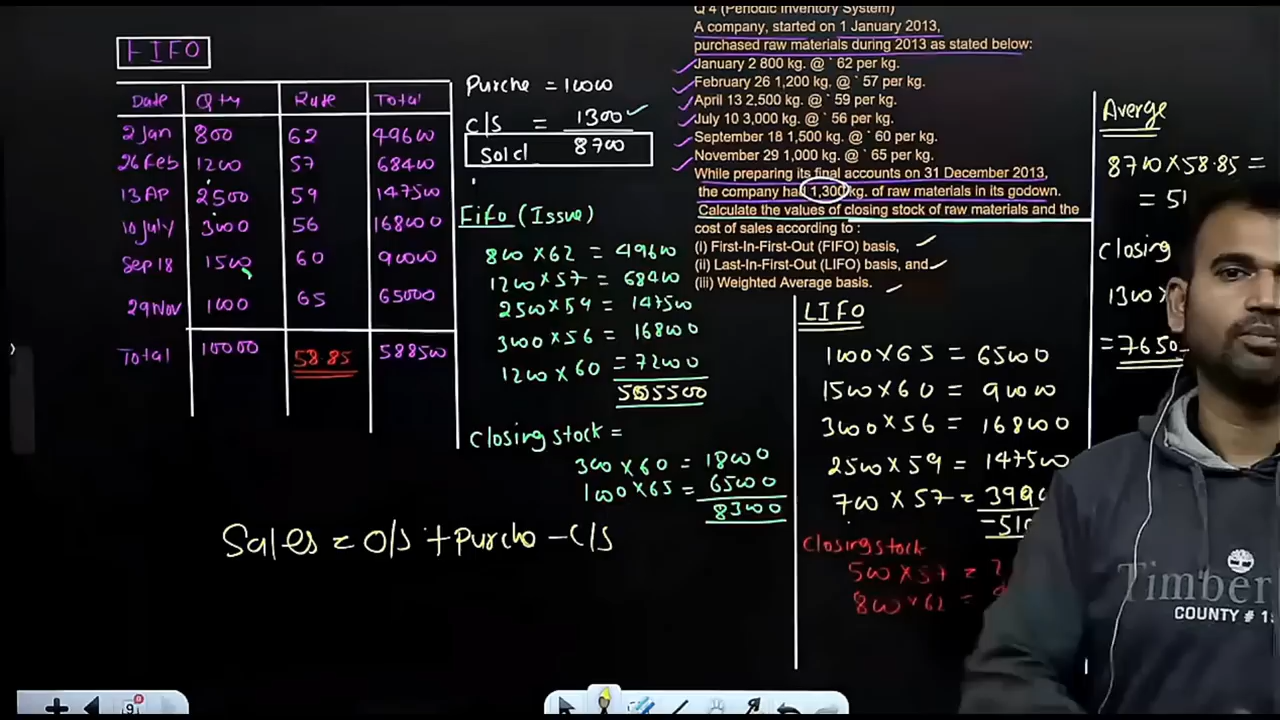 FIFO
Date Qty Rate Total
2 Jan 800 62 49600
26 Feb 1200 57 68400
13 AP 2500 59 147500
10 July 3000 56 168000
Sep 18 1500 60 90000
29 Nov 1000 65 65000
Total 10000 58.85 588500
Sales = O/S + Purcha - C/S
Purche = 10000
C/S = 1300
Sold 8700
Fifo (Issue)
800 x 62 = 49600
1200 x 57 = 68400
2500 x 59 = 147500
3000 x 56 = 168000
1200 x 60 = 72000
505500
Closing stock =
300 x 60 = 18000
1000 x 65 = 65000
83000
Q 4 (Periodic Inventory System)
A company, started on 1 January 2013,
purchased raw materials during 2013 as stated below:
January 2 800 kg. @ ` 62 per kg.
February 26 1,200 kg. @ ` 57 per kg.
April 13 2,500 kg. @ ` 59 per kg.
July 10 3,000 kg. @ ` 56 per kg.
September 18 1,500 kg. @ ` 60 per kg.
November 29 1,000 kg. @ ` 65 per kg.
While preparing its final accounts on 31 December 2013,
the company had 1,300 kg. of raw materials in its godown.
Calculate the values of closing stock of raw materials and the
cost of sales according to :
(i) First-In-First-Out (FIFO) basis,
(ii) Last-In-First-Out (LIFO) basis, and
(iii) Weighted Average basis.
LIFO
1000 x 65 = 65000
1500 x 60 = 90000
3000 x 56 = 168000
2500 x 59 = 147500
700 x 57 = 3990
510
Closing stock
500 x 57 =
800 x 62 =
Averge
8700 x 58.85 =
= 51
Closing
1300 x
= 7650
Timber
COUNTY # 1